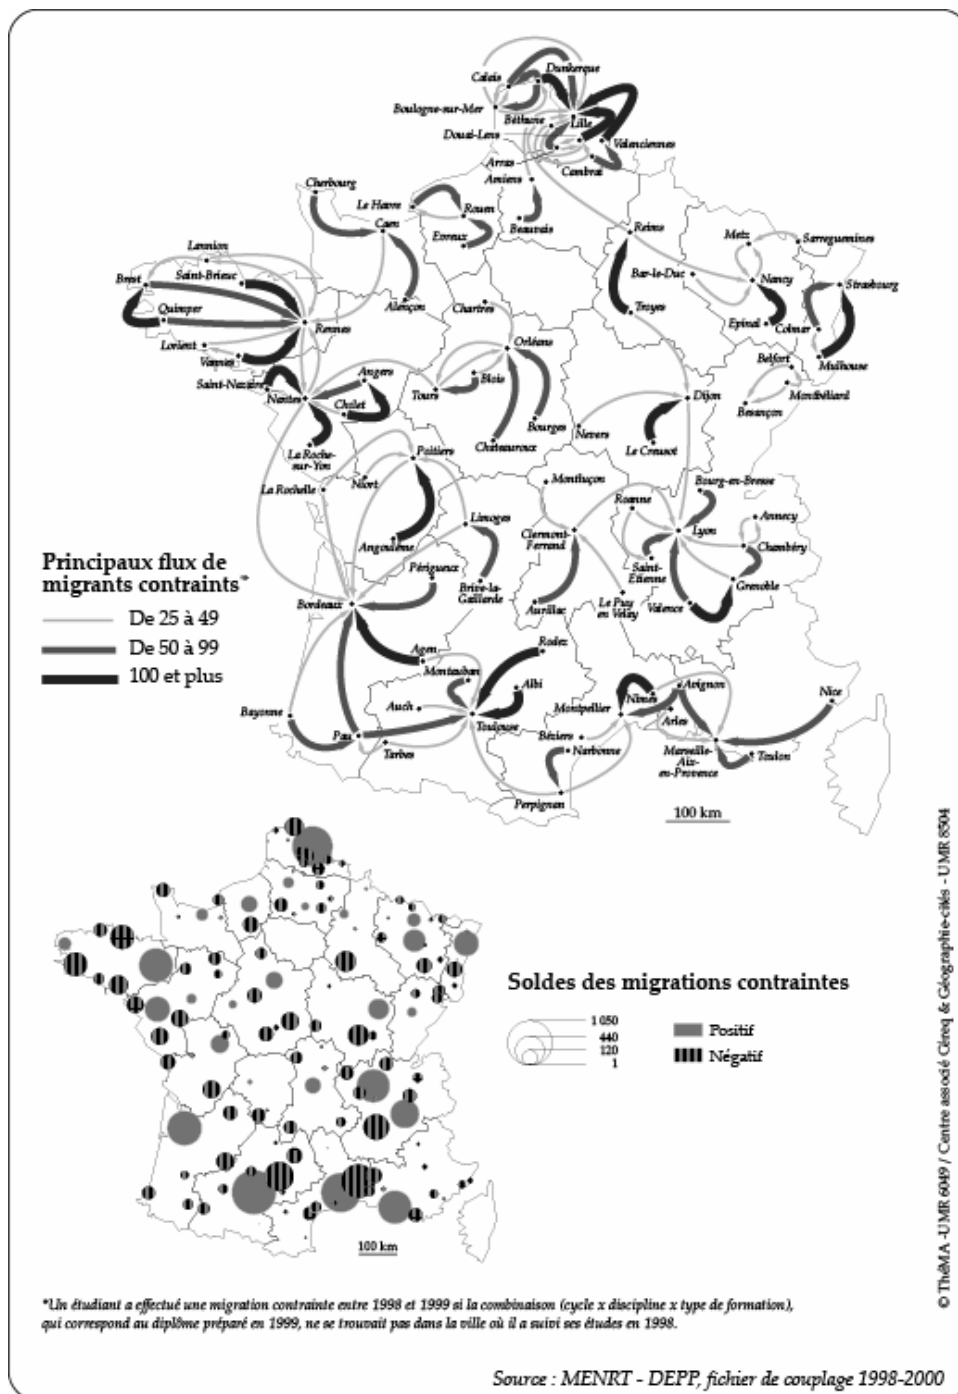 Calais
Dunkerque
Boulogne-sur-Mer
Béthune
Lille
Douai-Lens
Valenciennes
Arras
Cambrai
Amiens
Cherbourg
Le Havre
Rouen
Caen
Evreux
Beauvais
Reims
Metz
Sarreguemines
Lannion
Brest
Saint-Brieuc
Bar-le-Duc
Nancy
Strasbourg
Quimper
Alençon
Chartres
Troyes
Rennes
Epinal
Colmar
Lorient
Vannes
Orléans
Belfort
Mulhouse
Saint-Nazaire
Angers
Blois
Nantes
Cholet
Tours
Dijon
Montbéliard
Besançon
Bourges
Nevers
Châteauroux
Le Creusot
La Roche-
sur-Yon
Poitiers
La Rochelle
Niort
Montluçon
Bourg-en-Bresse
Roanne
Annecy
Limoges
Clermont-
Ferrand
Lyon
Chambéry
Angoulême
Périgueux
Saint-
Etienne
Grenoble
Brive-la-
Gaillarde
Bordeaux
Aurillac
Le Puy
en Velay
Valence
Principaux flux de
migrants contraints*
De 25 à 49
De 50 à 99
100 et plus
Agen
Rodez
Montauban
Albi
Avignon
Nice
Bayonne
Auch
Montpellier
Nîmes
Arles
Pau
Toulouse
Béziers
Narbonne
Marseille-
Aix-
en-Provence
Toulon
Tarbes
Perpignan
100 km
Soldes des migrations contraintes
1 050
440
120
1
Positif
Négatif
100 km
© ThéMA -UMR 6049 / Centre associé Céreq & Géographie-cités - UMR 8504
*Un étudiant a effectué une migration contrainte entre 1998 et 1999 si la combinaison (cycle x discipline x type de formation),
qui correspond au diplôme préparé en 1999, ne se trouvait pas dans la ville où il a suivi ses études en 1998.
Source : MENRT - DEPP, fichier de couplage 1998-2000